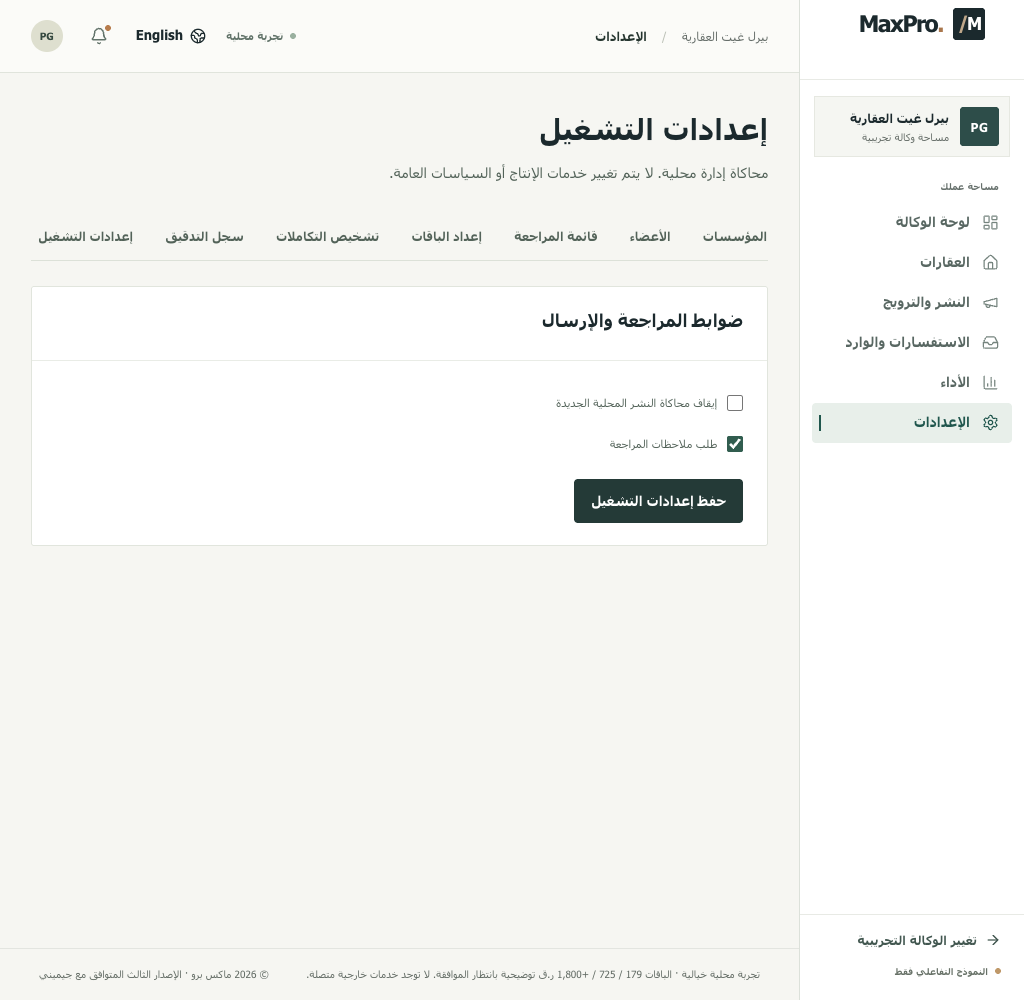 MaxPro.
/M
بيرل غيت العقارية / الإعدادات
تجربة محلية
English
PG
PG
بيرل غيت العقارية
مساحة وكالة تجريبية
مساحة عملك
لوحة الوكالة
العقارات
النشر والترويج
الاستفسارات والوارد
الأداء
الإعدادات
إعدادات التشغيل
محاكاة إدارة محلية. لا يتم تغيير خدمات الإنتاج أو السياسات العامة.
المؤسسات
الأعضاء
قائمة المراجعة
إعداد الباقات
تشخيص التكاملات
سجل التدقيق
إعدادات التشغيل
ضوابط المراجعة والإرسال
إيقاف محاكاة النشر المحلية الجديدة
طلب ملاحظات المراجعة
حفظ إعدادات التشغيل
تغيير الوكالة التجريبية
النموذج التفاعلي فقط
تجربة محلية خيالية · الباقات 179 / 725 / +1,800 ر.ق توضيحية بانتظار الموافقة. لا توجد خدمات خارجية متصلة.
© 2026 ماكس برو · الإصدار الثالث المتوافق مع جيميني